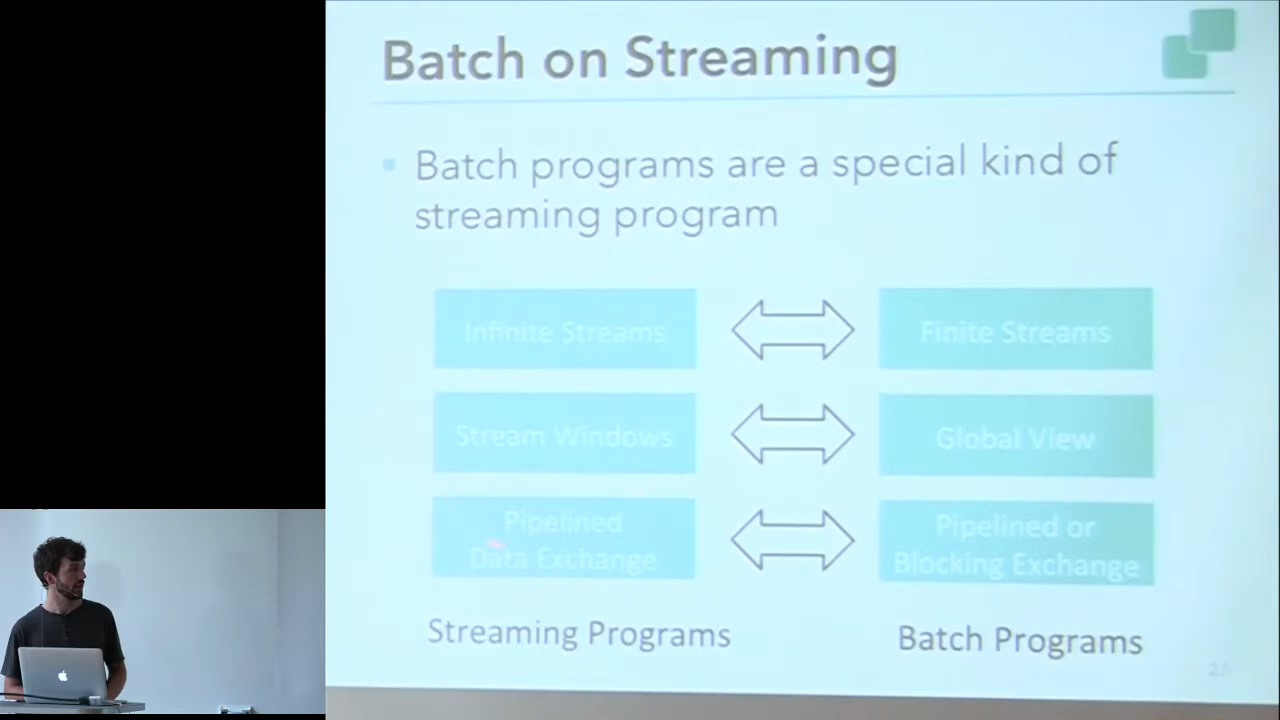 Batch on Streaming
Batch programs are a special kind of
streaming program
Infinite Streams
Finite Streams
Stream Windows
Global View
Pipelined
Data Exchange
Pipelined or
Blocking Exchange
Streaming Programs
Batch Programs
27